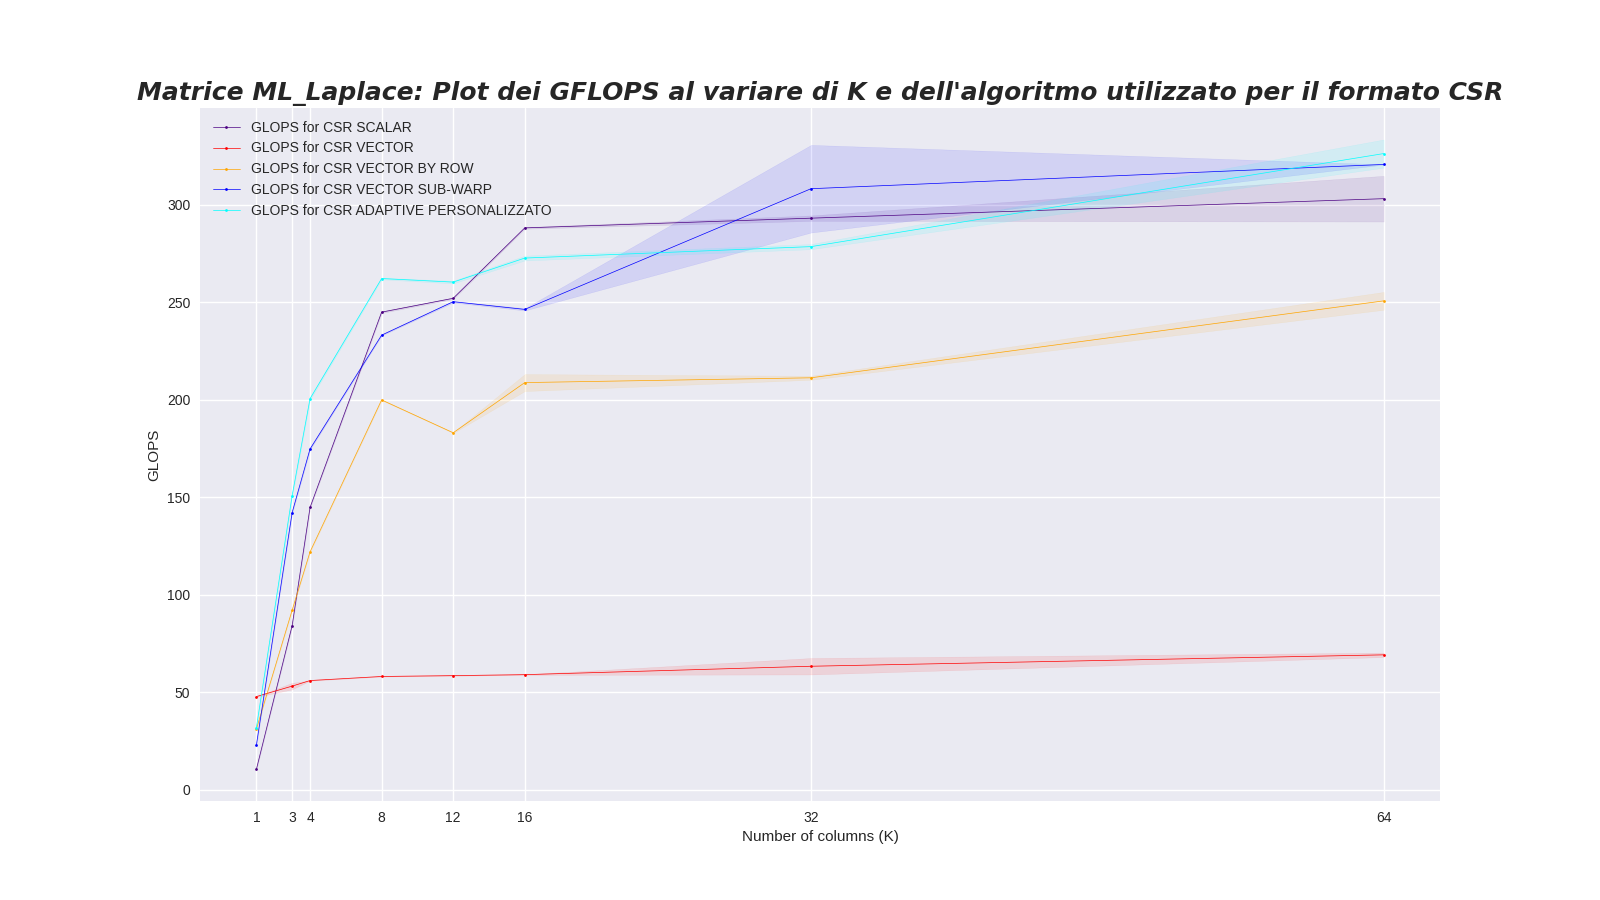 Matrice ML_Laplace: Plot dei GFLOPS al variare di K e dell'algoritmo utilizzato per il formato CSR
GLOPS for CSR SCALAR
GLOPS for CSR VECTOR
GLOPS for CSR VECTOR BY ROW
GLOPS for CSR VECTOR SUB-WARP
GLOPS for CSR ADAPTIVE PERSONALIZZATO
300
250
200
150
100
50
0
GLOPS
1 3 4 8 12 16 32 64
Number of columns (K)